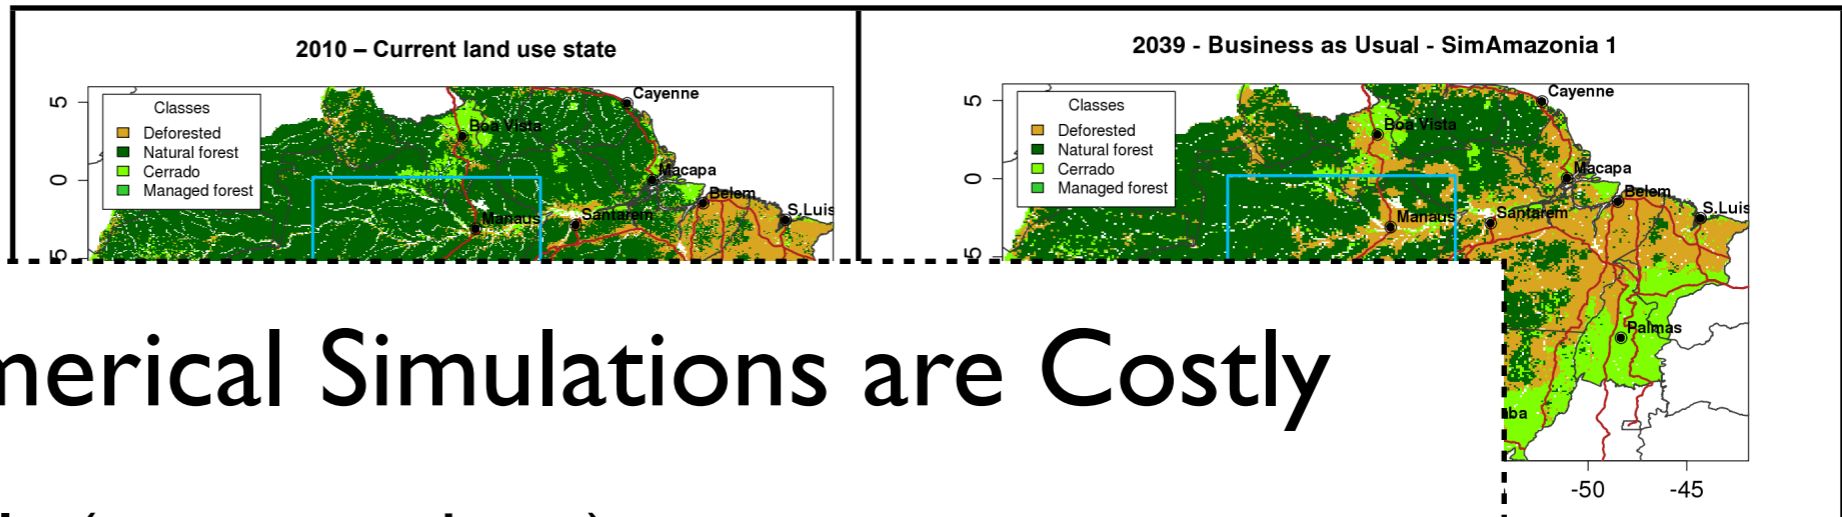 2010 – Current land use state
5
0
Classes
Deforested
Natural forest
Cerrado
Managed forest
Cayenne
Boa Vista
Macapa
Belem
S.Luis
Manaus
Santarem
2039 - Business as Usual - SimAmazonia 1
5
0
Classes
Deforested
Natural forest
Cerrado
Managed forest
Cayenne
Boa Vista
Macapa
Belem
S.Luis
Manaus
Santarem
Palmas
ba
-50 -45
merical Simulations are Costly